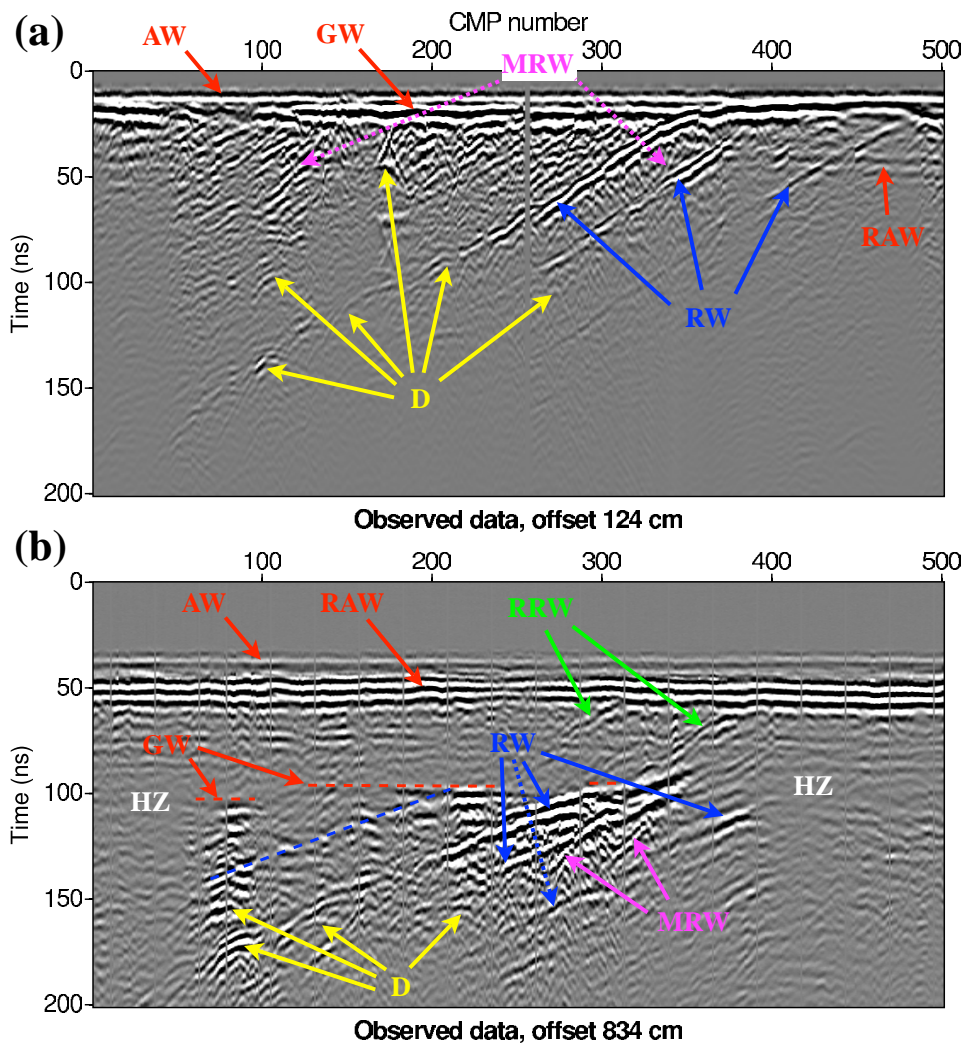 (a)
CMP number
AW
GW
100
200
300
400
500
MRW
0
50
100
150
200
Time (ns)
RAW
RW
D
Observed data, offset 124 cm
(b)
100
200
300
400
500
0
50
100
150
200
Time (ns)
AW
RAW
RRW
GW
RW
HZ
HZ
MRW
D
Observed data, offset 834 cm